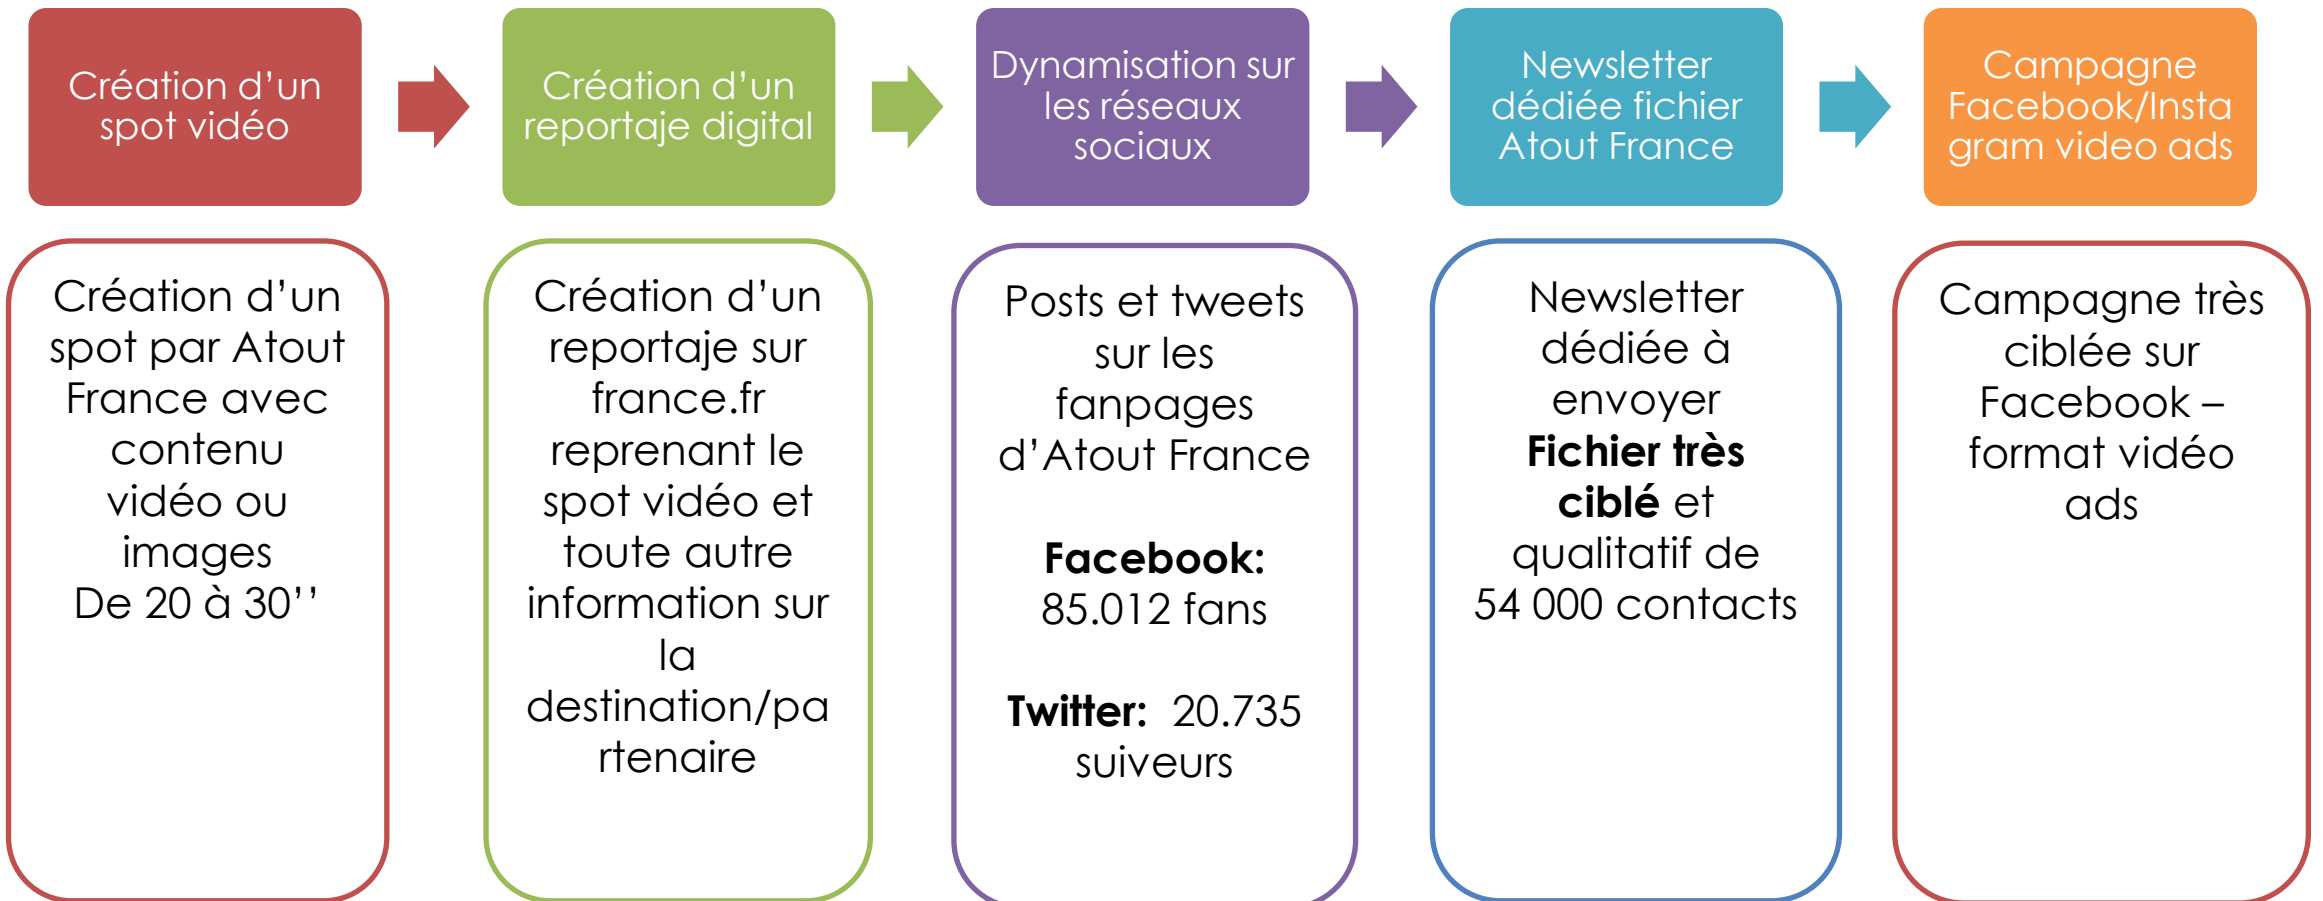 Création d’un
spot vidéo
Création d’un
reportaje digital
Dynamisation sur
les réseaux
sociaux
Newsletter
dédiée fichier
Atout France
Campagne
Facebook/Insta
gram video ads
Création d’un
spot par Atout
France avec
contenu
vidéo ou
images
De 20 à 30’’
Création d’un
reportaje sur
france.fr
reprenant le
spot vidéo et
toute autre
information sur
la
destination/pa
rtenaire
Posts et tweets
sur les
fanpages
d’Atout France
Facebook:
85.012 fans
Twitter: 20.735
suiveurs
Newsletter
dédiée à
envoyer
Fichier très
ciblé et
qualitatif de
54 000 contacts
Campagne très
ciblée sur
Facebook –
format vidéo
ads